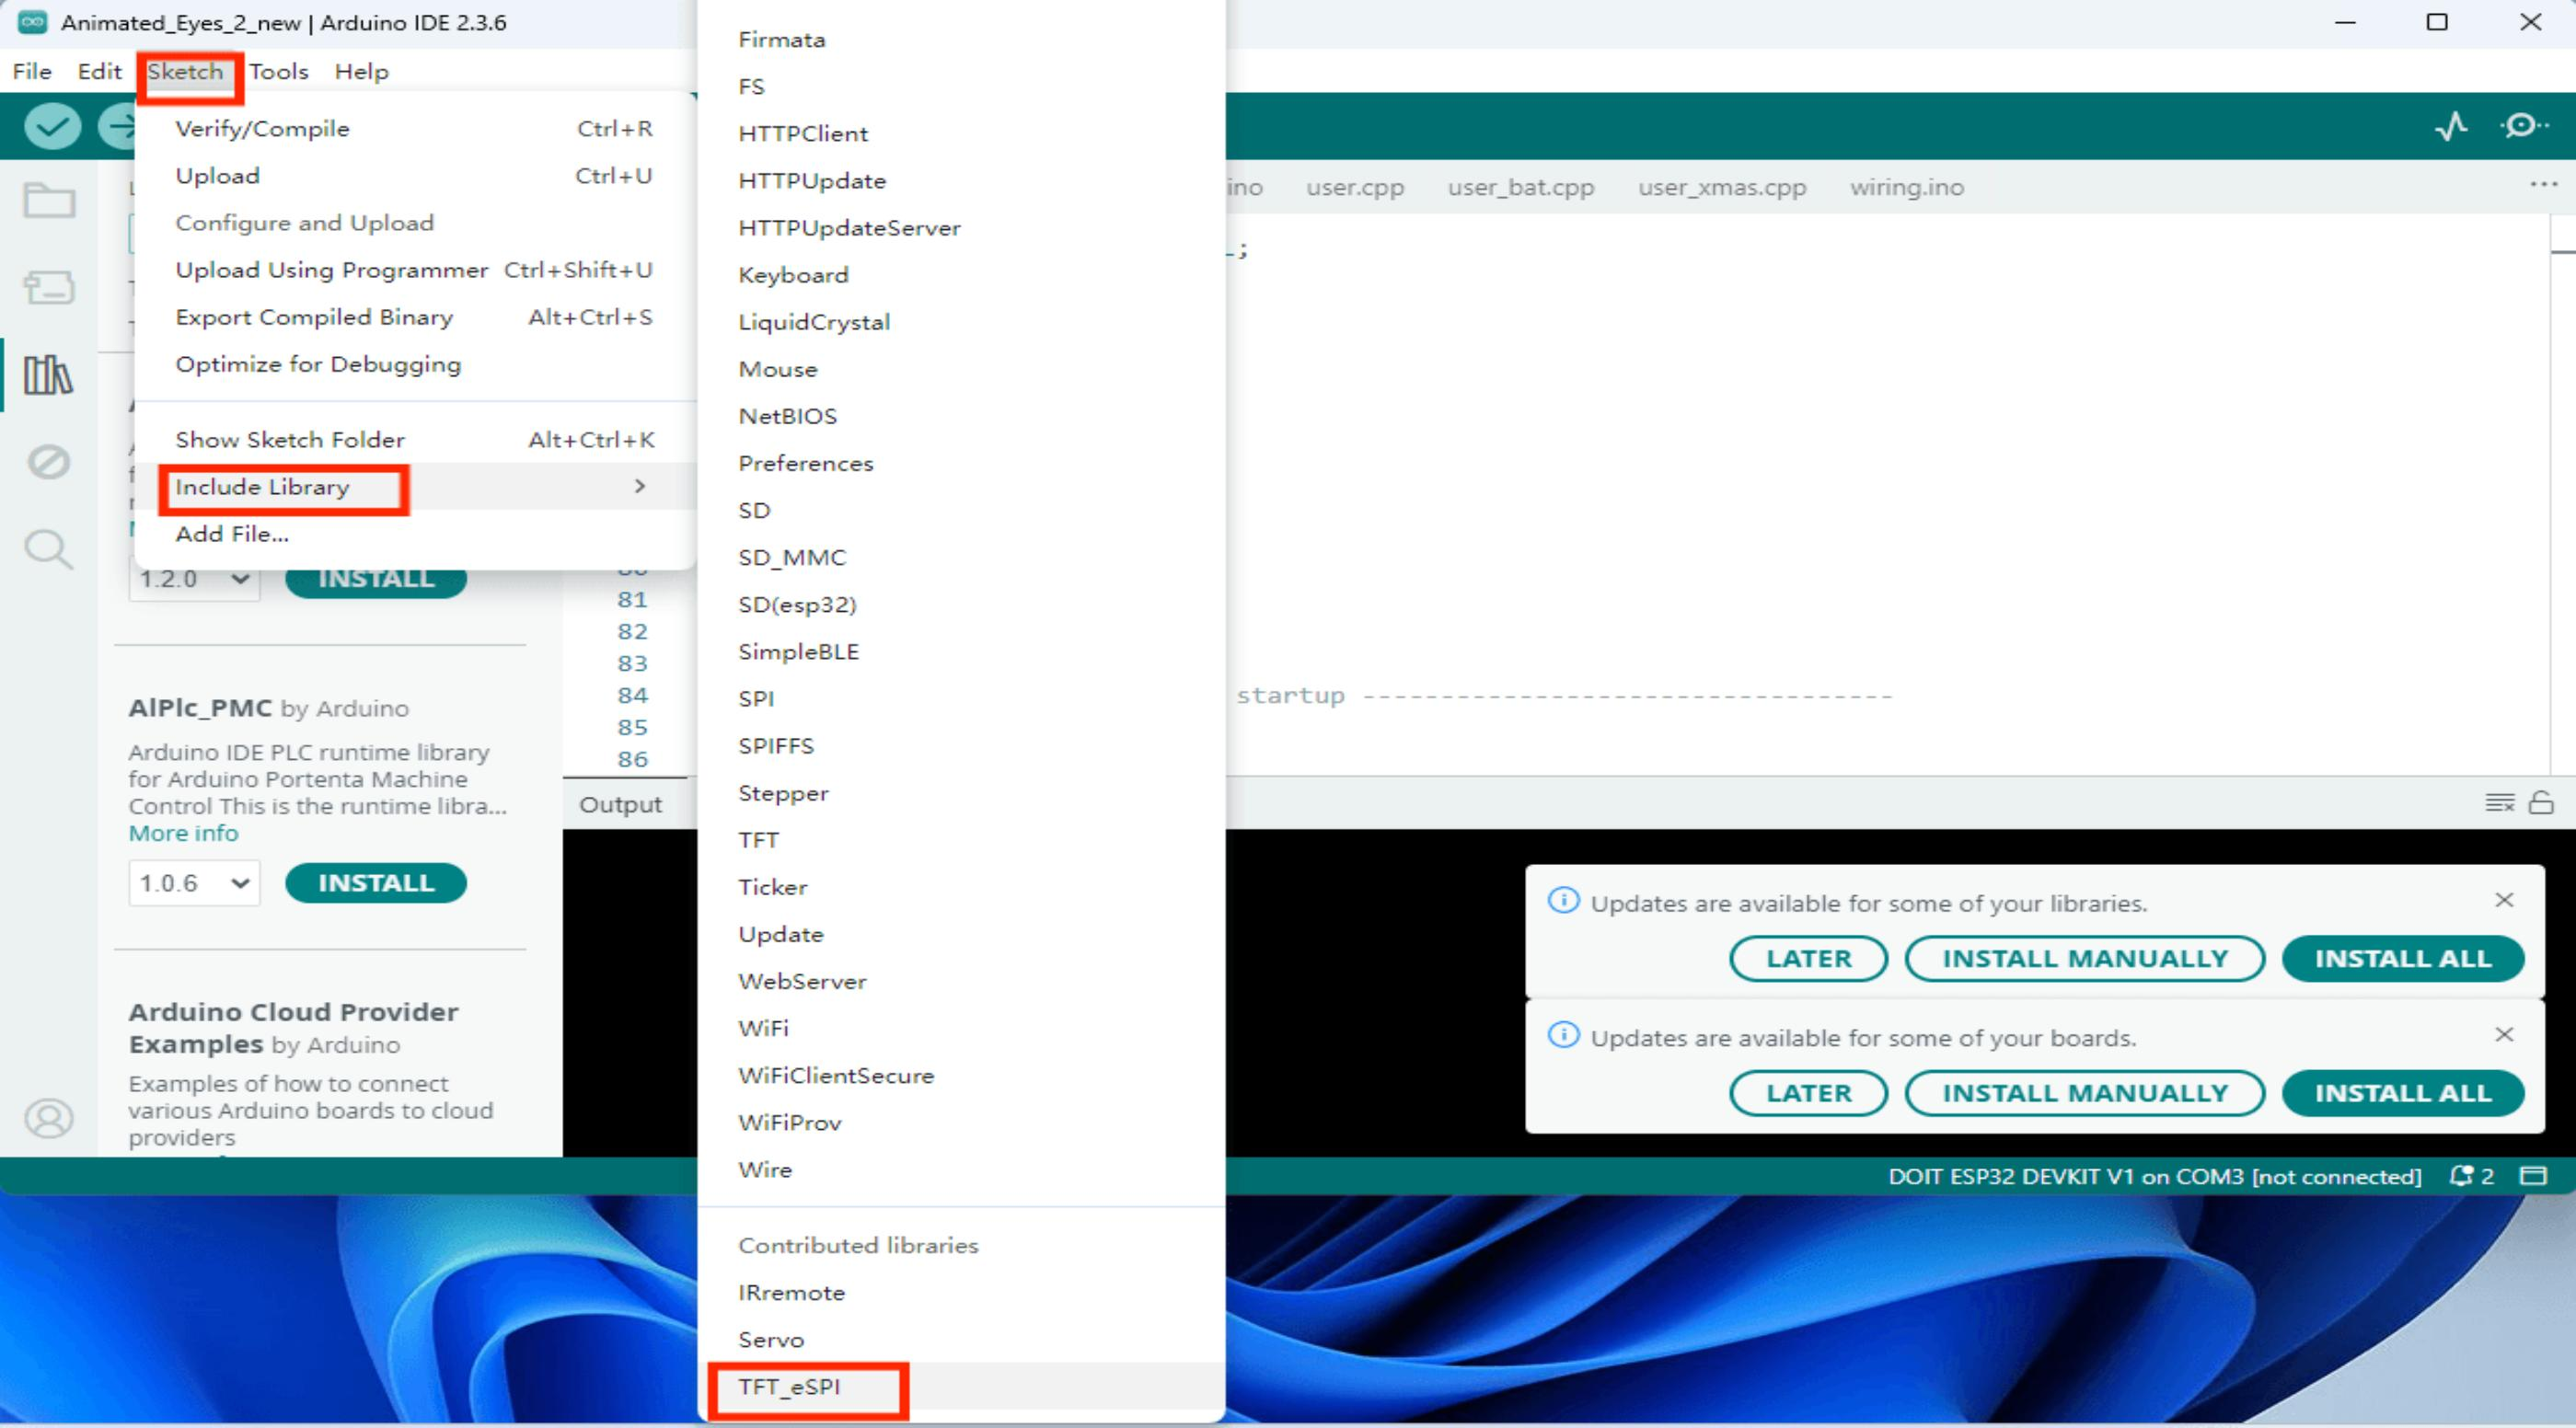 Animated_Eyes_2_new | Arduino IDE 2.3.6
File Edit Sketch Tools Help
Verify/Compile Ctrl+R
Upload Ctrl+U
Configure and Upload
Upload Using Programmer Ctrl+Shift+U
Export Compiled Binary Alt+Ctrl+S
Optimize for Debugging
Show Sketch Folder Alt+Ctrl+K
Include Library >
Add File...
1.2.0 INSTALL
AlPlc_PMC by Arduino
Arduino IDE PLC runtime library
for Arduino Portenta Machine
Control This is the runtime libra...
More info
1.0.6 INSTALL
Arduino Cloud Provider
Examples by Arduino
Examples of how to connect
various Arduino boards to cloud
providers
Firmata
FS
HTTPClient
HTTPUpdate
HTTPUpdateServer
Keyboard
LiquidCrystal
Mouse
NetBIOS
Preferences
SD
SD_MMC
SD(esp32)
SimpleBLE
SPI
SPIFFS
Stepper
TFT
Ticker
Update
WebServer
WiFi
WiFiClientSecure
WiFiProv
Wire
Contributed libraries
IRremote
Servo
TFT_eSPI
ino user.cpp user_bat.cpp user_xmas.cpp wiring.ino ...
;
81
82
83
84 startup ----------------------------------
85
86
Output
Updates are available for some of your libraries.
LATER INSTALL MANUALLY INSTALL ALL
Updates are available for some of your boards.
LATER INSTALL MANUALLY INSTALL ALL
DOIT ESP32 DEVKIT V1 on COM3 [not connected] 2